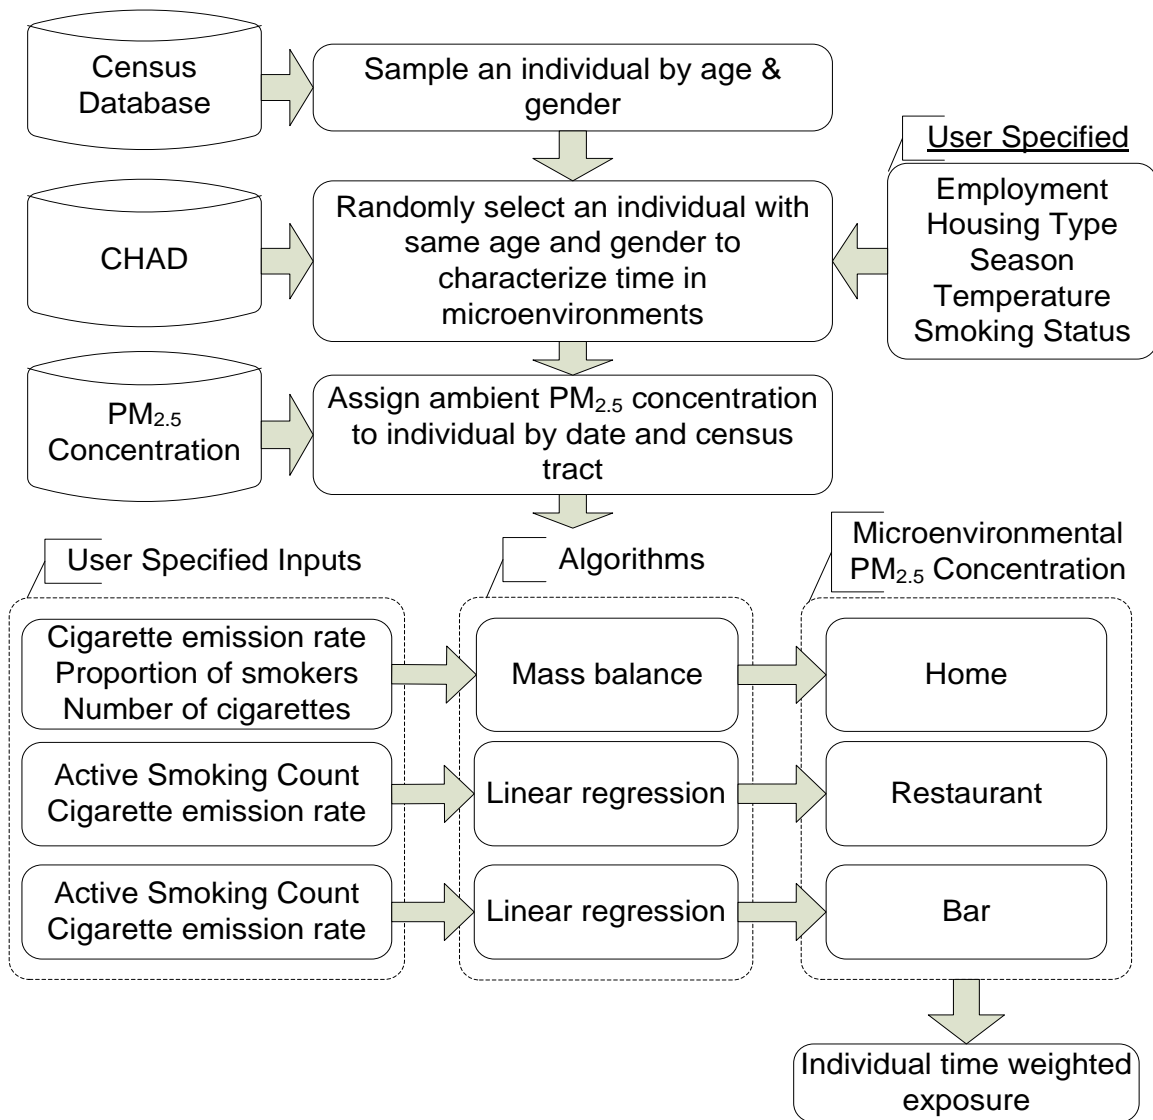 Census
Database
Sample an individual by age &
gender
User Specified
Employment
Housing Type
Season
Temperature
Smoking Status
CHAD
Randomly select an individual with
same age and gender to
characterize time in
microenvironments
PM2.5
Concentration
Assign ambient PM2.5 concentration
to individual by date and census
tract
User Specified Inputs
Algorithms
Microenvironmental
PM2.5 Concentration
Cigarette emission rate
Proportion of smokers
Number of cigarettes
Mass balance
Home
Active Smoking Count
Cigarette emission rate
Linear regression
Restaurant
Active Smoking Count
Cigarette emission rate
Linear regression
Bar
Individual time weighted
exposure